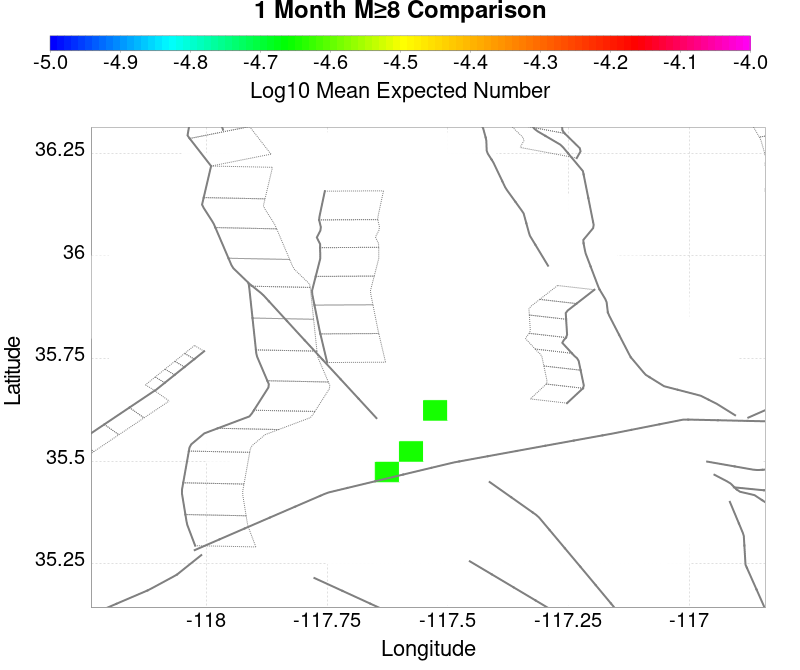 1 Month M≥8 Comparison
-5.0 -4.9 -4.8 -4.7 -4.6 -4.5 -4.4 -4.3 -4.2 -4.1 -4.0
Log10 Mean Expected Number
36.25
36
35.75
35.5
35.25
Latitude
-118 -117.75 -117.5 -117.25 -117
Longitude